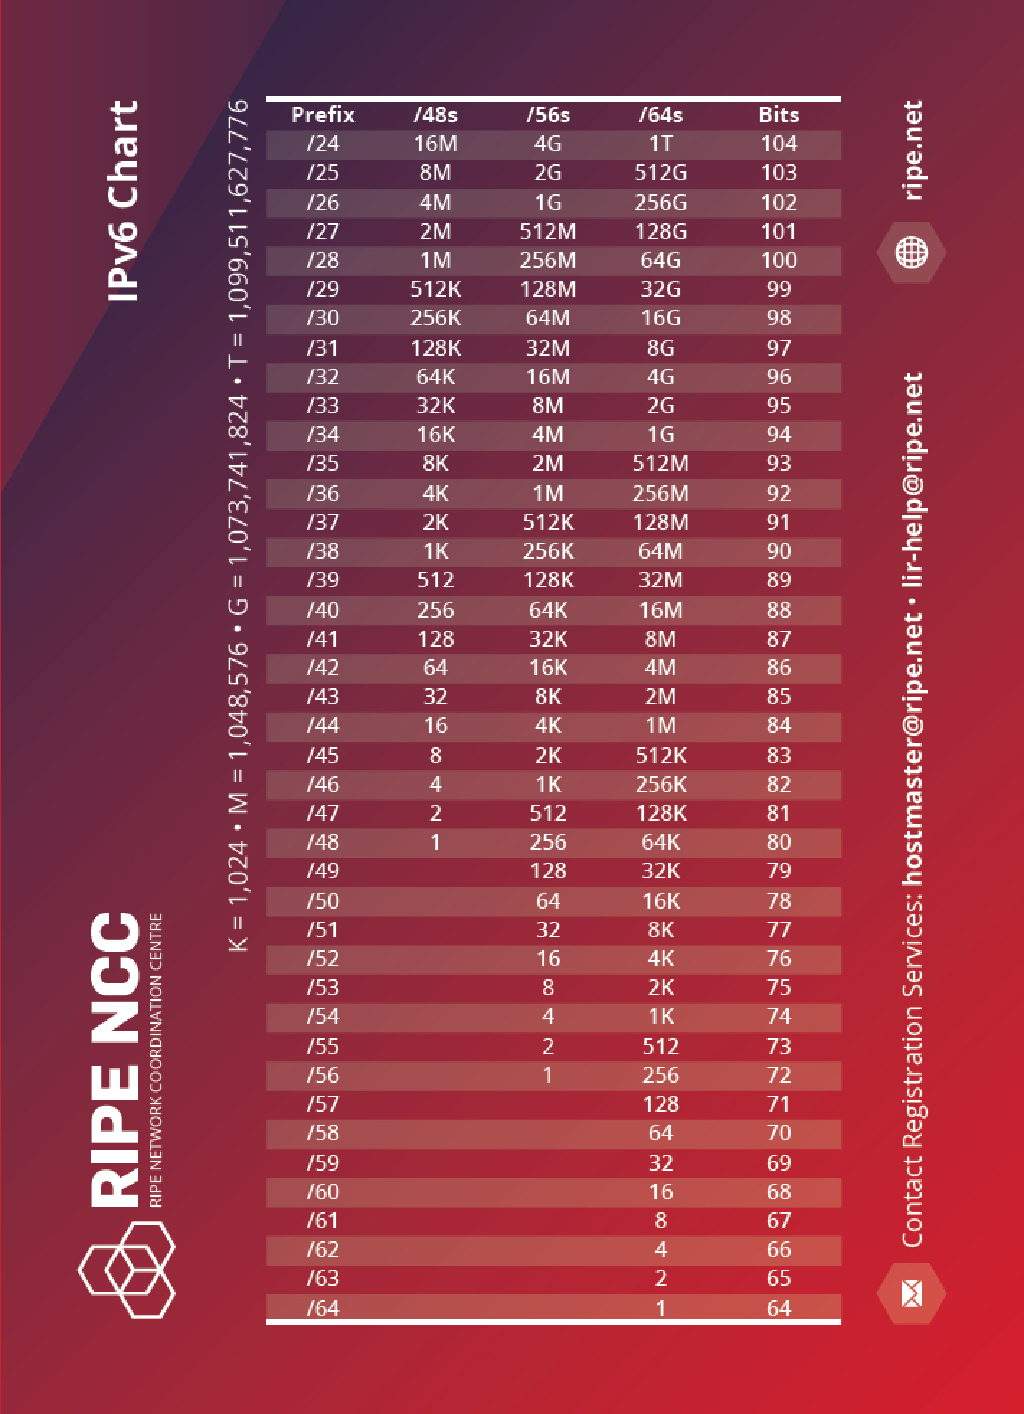 IPv6 Chart
RIPE NCC
RIPE NETWORK COORDINATION CENTRE
K = 1,024 • M = 1,048,576 • G = 1,073,741,824 • T = 1,099,511,627,776
Prefix /48s /56s /64s Bits
/24 16M 4G 1T 104
/25 8M 2G 512G 103
/26 4M 1G 256G 102
/27 2M 512M 128G 101
/28 1M 256M 64G 100
/29 512K 128M 32G 99
/30 256K 64M 16G 98
/31 128K 32M 8G 97
/32 64K 16M 4G 96
/33 32K 8M 2G 95
/34 16K 4M 1G 94
/35 8K 2M 512M 93
/36 4K 1M 256M 92
/37 2K 512K 128M 91
/38 1K 256K 64M 90
/39 512 128K 32M 89
/40 256 64K 16M 88
/41 128 32K 8M 87
/42 64 16K 4M 86
/43 32 8K 2M 85
/44 16 4K 1M 84
/45 8 2K 512K 83
/46 4 1K 256K 82
/47 2 512 128K 81
/48 1 256 64K 80
/49 128 32K 79
/50 64 16K 78
/51 32 8K 77
/52 16 4K 76
/53 8 2K 75
/54 4 1K 74
/55 2 512 73
/56 1 256 72
/57 128 71
/58 64 70
/59 32 69
/60 16 68
/61 8 67
/62 4 66
/63 2 65
/64 1 64
Contact Registration Services: hostmaster@ripe.net • lir-help@ripe.net
ripe.net